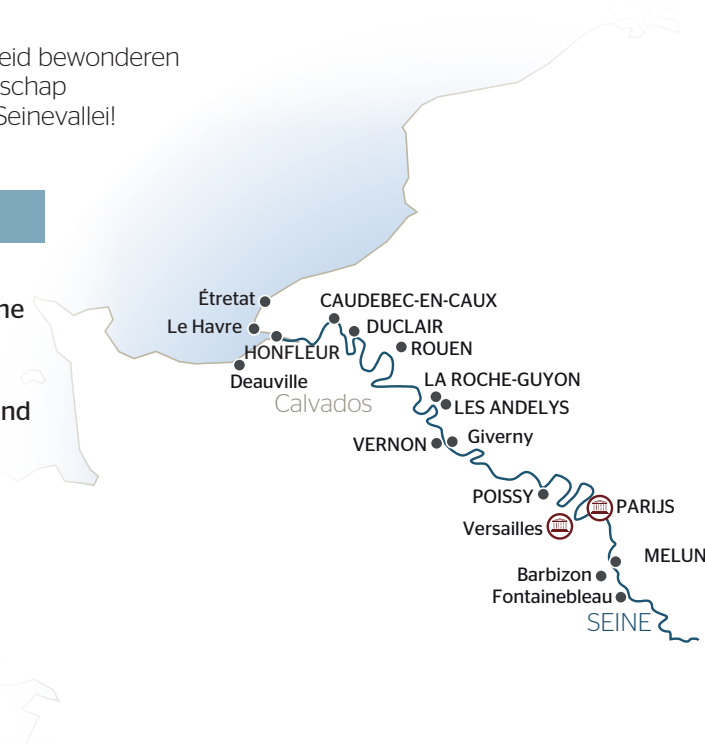 eid bewonderen
schap
Seinevallei!
ne
nd
Étretat
CAUDEBEC-EN-CAUX
Le Havre
DUCLAIR
HONFLEUR
ROUEN
Deauville
LA ROCHE-GUYON
Calvados
LES ANDELYS
VERNON
Giverny
POISSY
PARIJS
Versailles
MELUN
Barbizon
Fontainebleau
SEINE